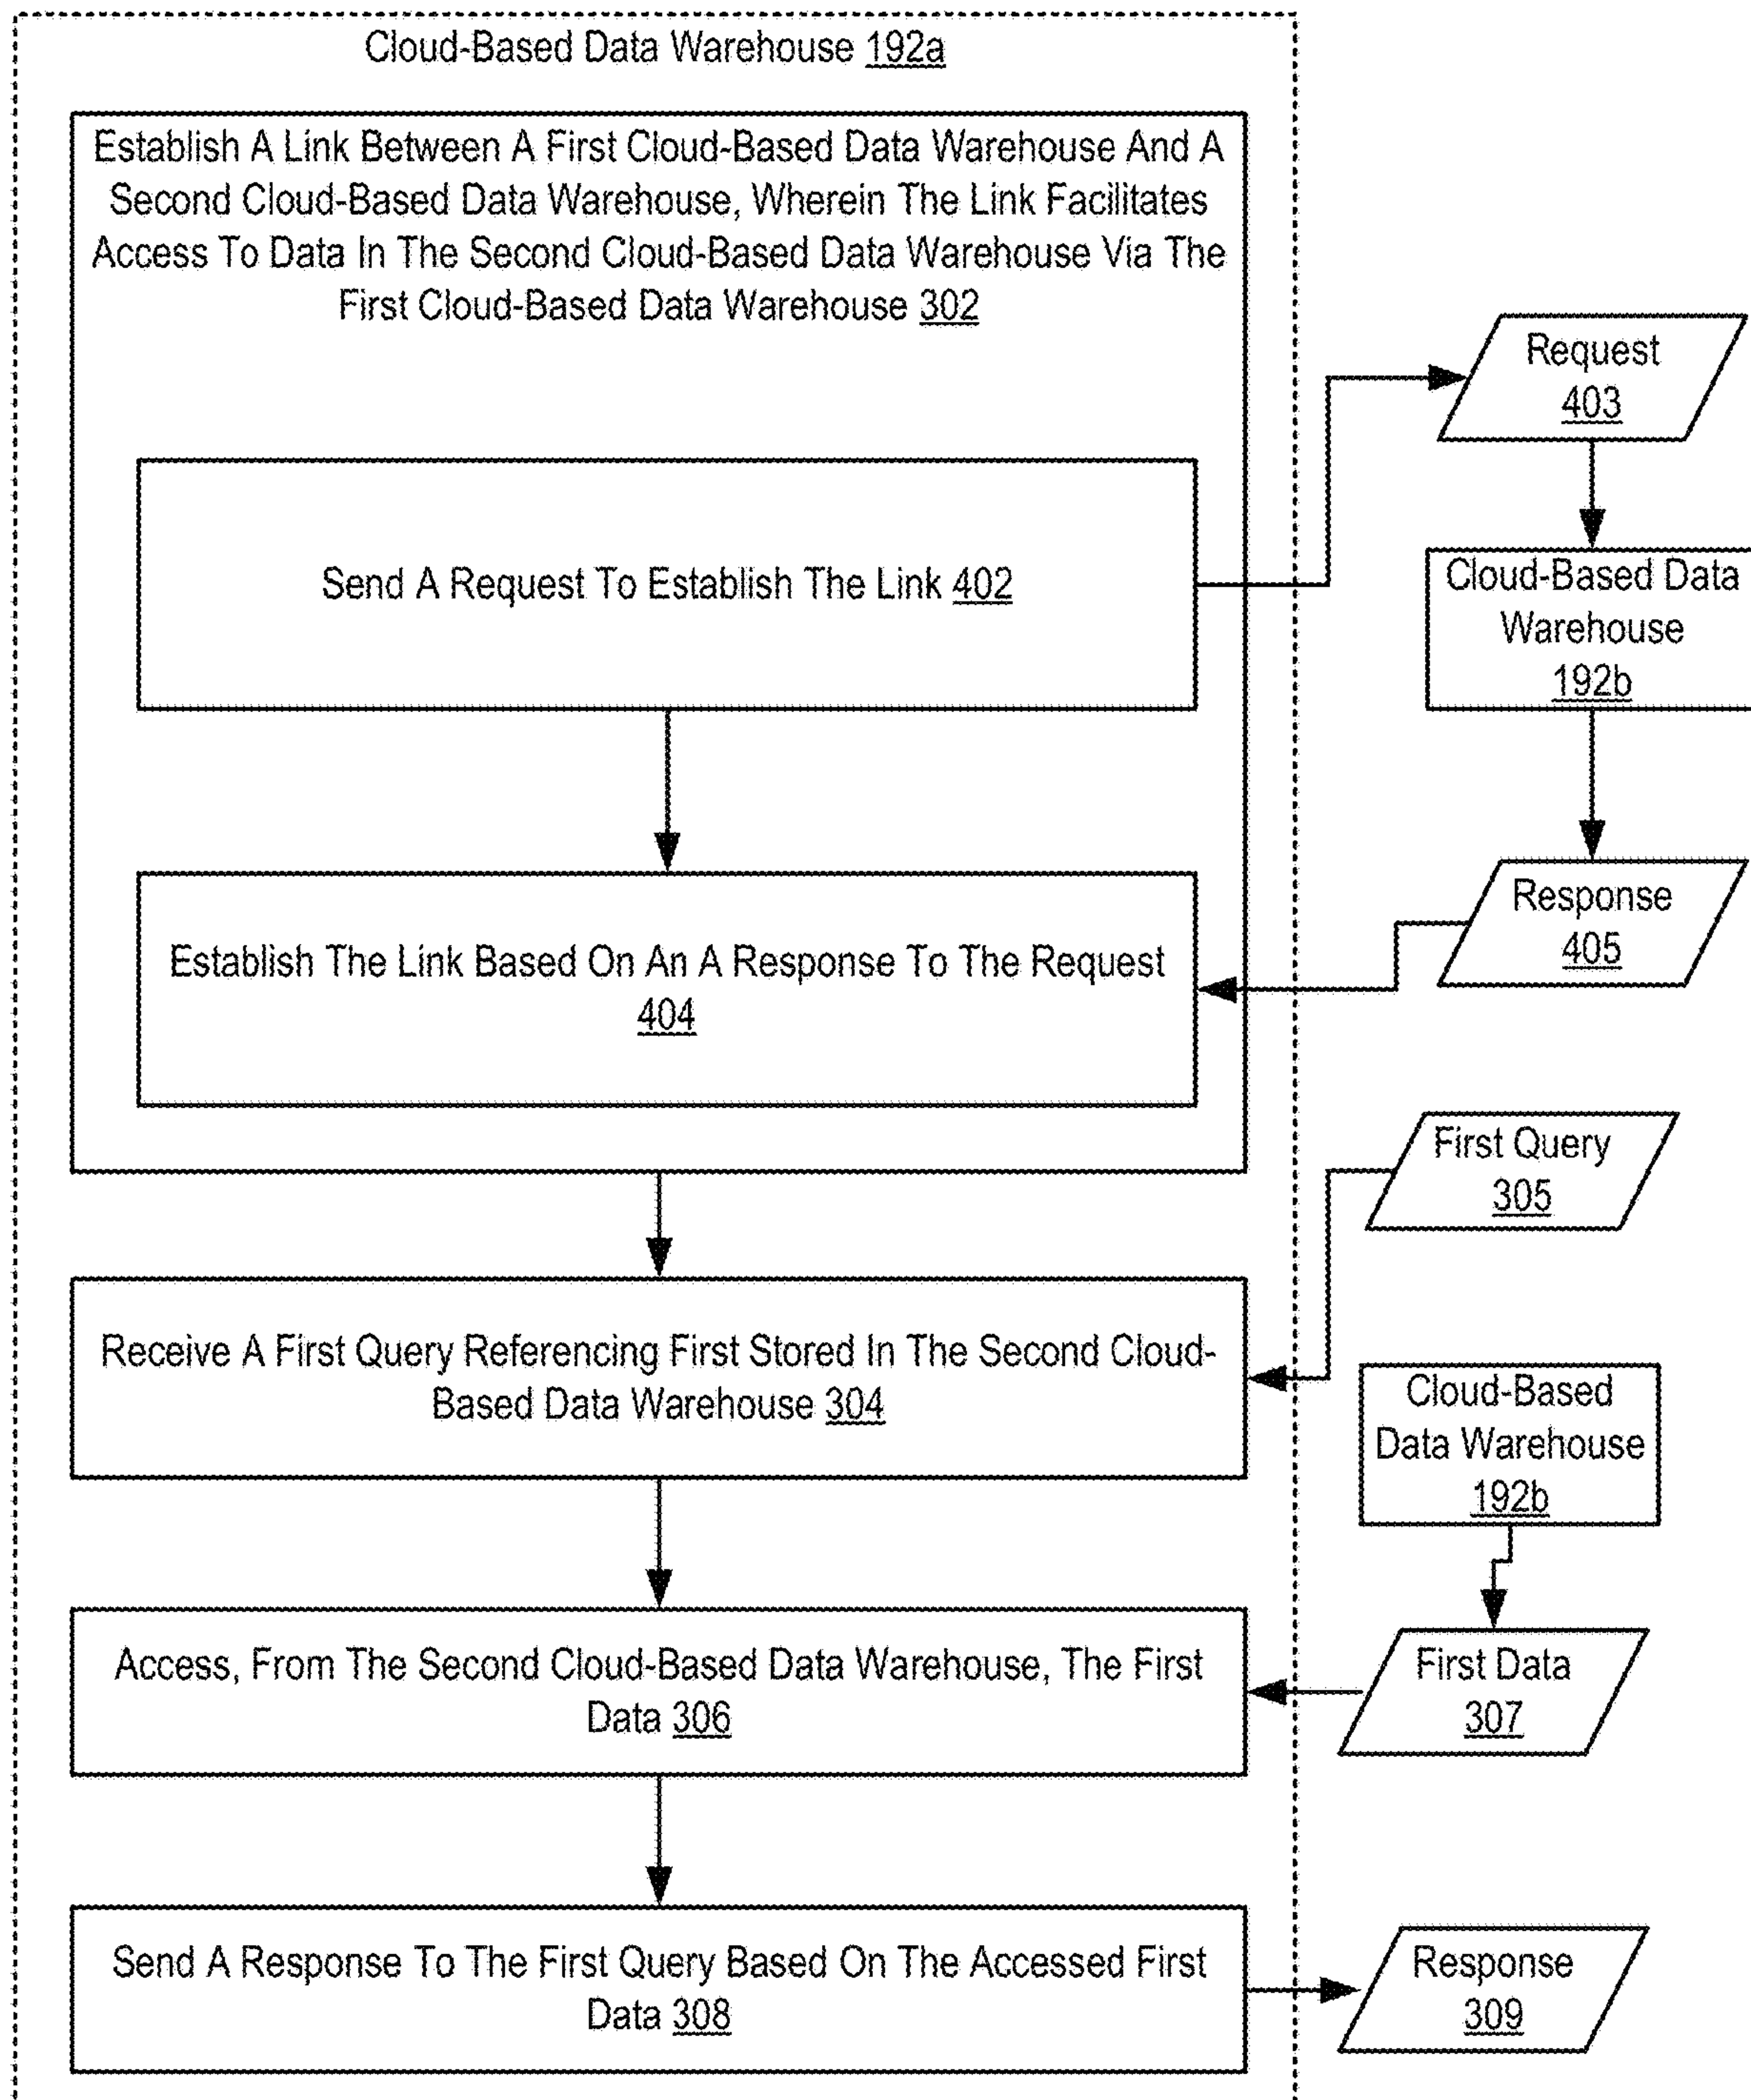 Cloud-Based Data Warehouse 192a
Establish A Link Between A First Cloud-Based Data Warehouse And A
Second Cloud-Based Data Warehouse, Wherein The Link Facilitates
Access To Data In The Second Cloud-Based Data Warehouse Via The
First Cloud-Based Data Warehouse 302
Request
403
Send A Request To Establish The Link 402
Cloud-Based Data
Warehouse
192b
Response
405
Establish The Link Based On An A Response To The Request
404
First Query
305
Receive A First Query Referencing First Stored In The Second Cloud-
Based Data Warehouse 304
Cloud-Based
Data Warehouse
192b
Access, From The Second Cloud-Based Data Warehouse, The First
Data 306
First Data
307
Send A Response To The First Query Based On The Accessed First
Data 308
Response
309